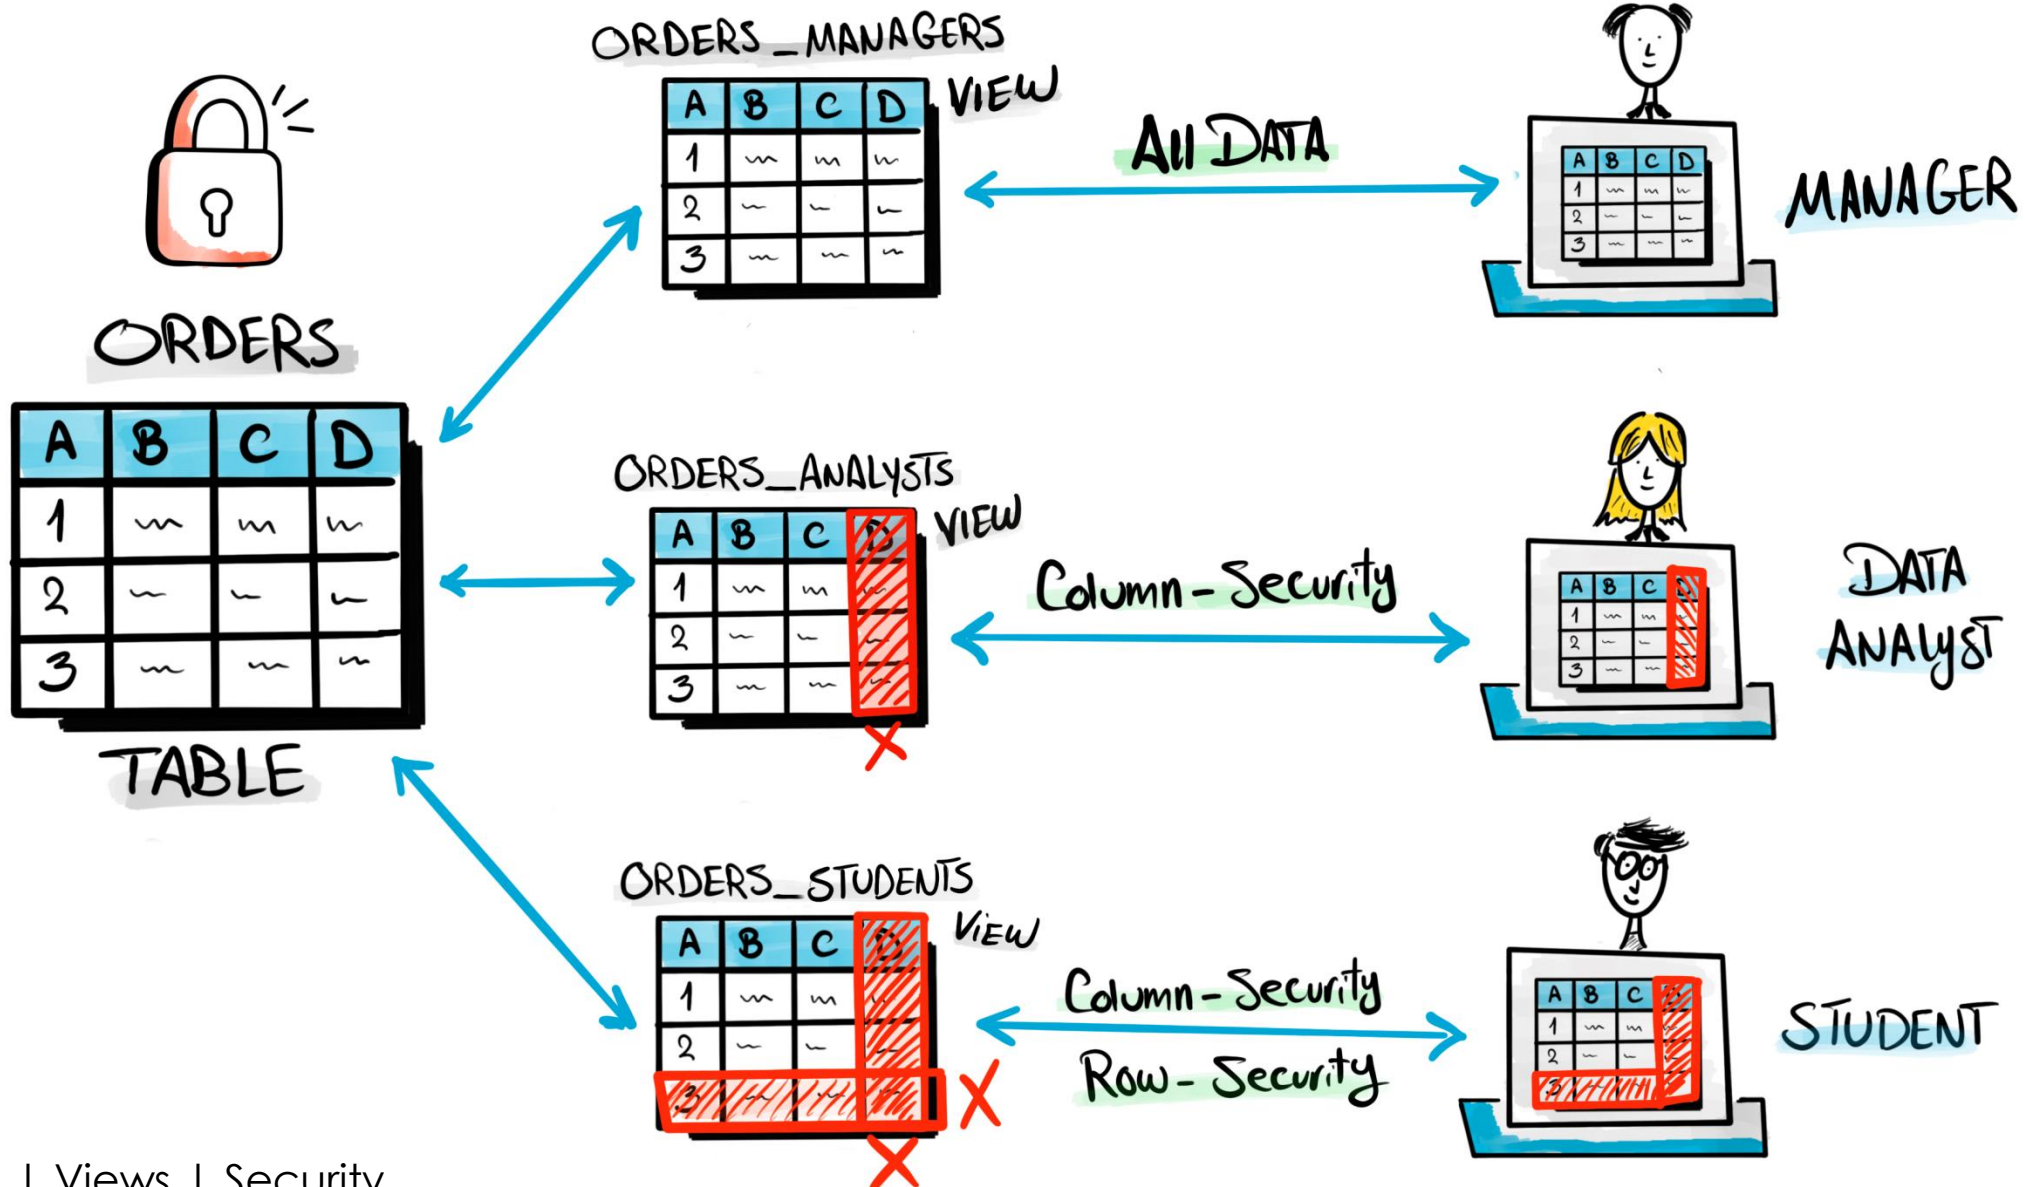 ORDERS
A B C D
1
2
3
TABLE
ORDERS_MANAGERS
VIEW
A B C D
1
2
3
All DATA
A B C D
1
2
3
MANAGER
ORDERS_ANALYSTS
VIEW
A B C D
1
2
3
Column-Security
A B C D
1
2
3
DATA
ANALYST
ORDERS_STUDENTS
VIEW
A B C D
1
2
3
Column-Security
Row-Security
A B C
1
2
3
STUDENT
| Views | Security